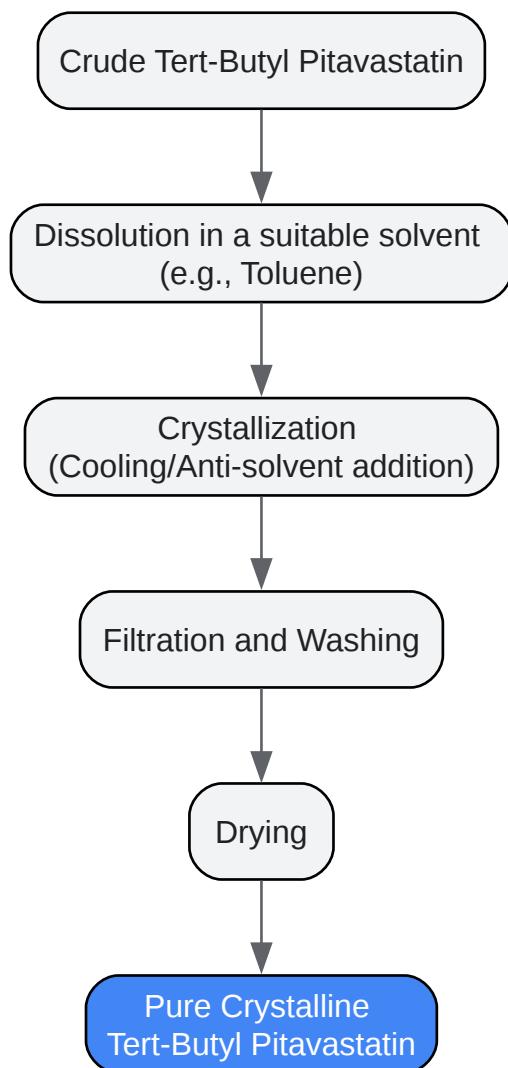 Crude Tert-Butyl Pitavastatin
Dissolution in a suitable solvent
(e.g., Toluene)
Crystallization
(Cooling/Anti-solvent addition)
Filtration and Washing
Drying
Pure Crystalline
Tert-Butyl Pitavastatin